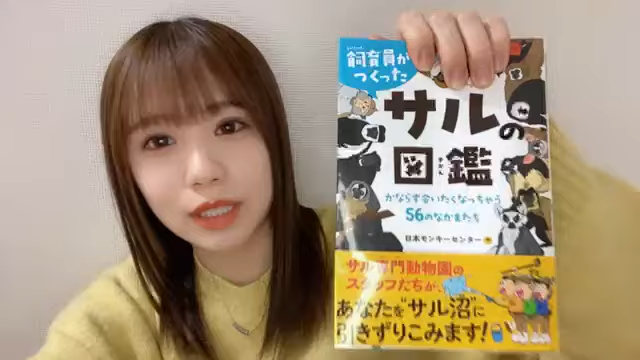 飼育員が
つくった
サルの
図鑑
ずかん
かならず会いたくなっちゃう
56のなかまたち
日本モンキーセンター
サル専門動物園の
スタッフたちが、
あなたを“サル沼”に
引きずりこみます!